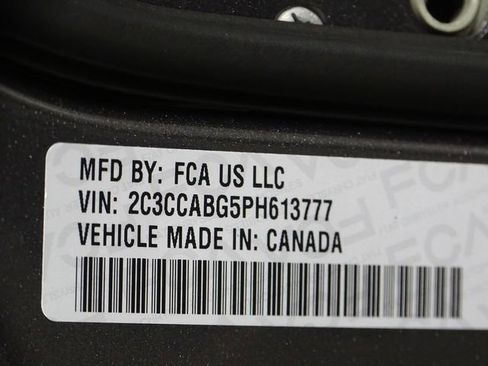 MFD BY: FCA US LLC
VIN: 2C3CCABG5PH613777
VEHICLE MADE IN: CANADA